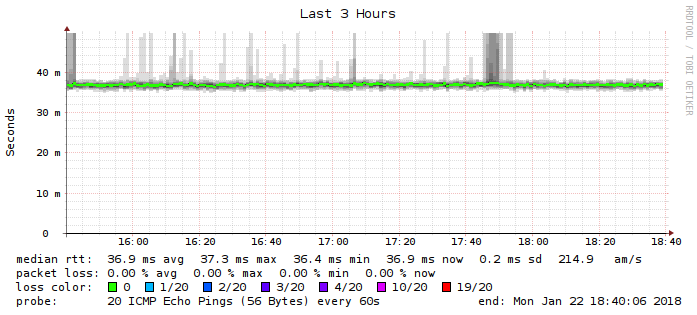 Last 3 Hours
RRDTOOL / TOBI OETIKER
Seconds
40 m
30 m
20 m
10 m
0
16:00 16:20 16:40 17:00 17:20 17:40 18:00 18:20 18:40
median rtt: 36.9 ms avg 37.3 ms max 36.4 ms min 36.9 ms now 0.2 ms sd 214.9 am/s
packet loss: 0.00 % avg 0.00 % max 0.00 % min 0.00 % now
loss color: 0 1/20 2/20 3/20 4/20 10/20 19/20
probe: 20 ICMP Echo Pings (56 Bytes) every 60s end: Mon Jan 22 18:40:06 2018